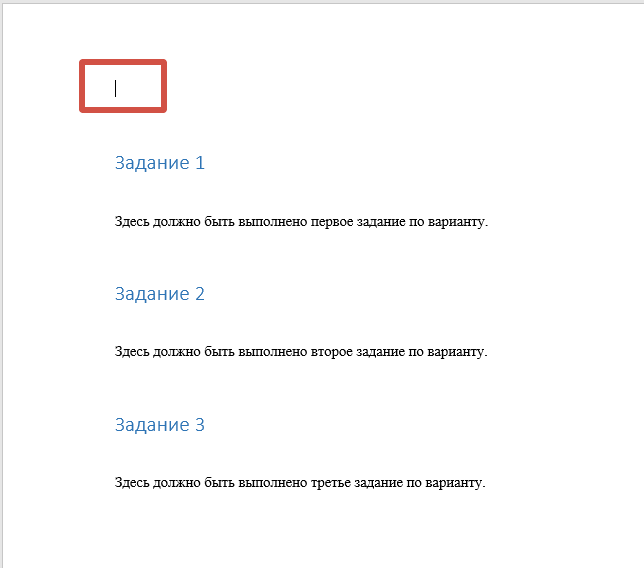 Задание 1
Здесь должно быть выполнено первое задание по варианту.
Задание 2
Здесь должно быть выполнено второе задание по варианту.
Задание 3
Здесь должно быть выполнено третье задание по варианту.